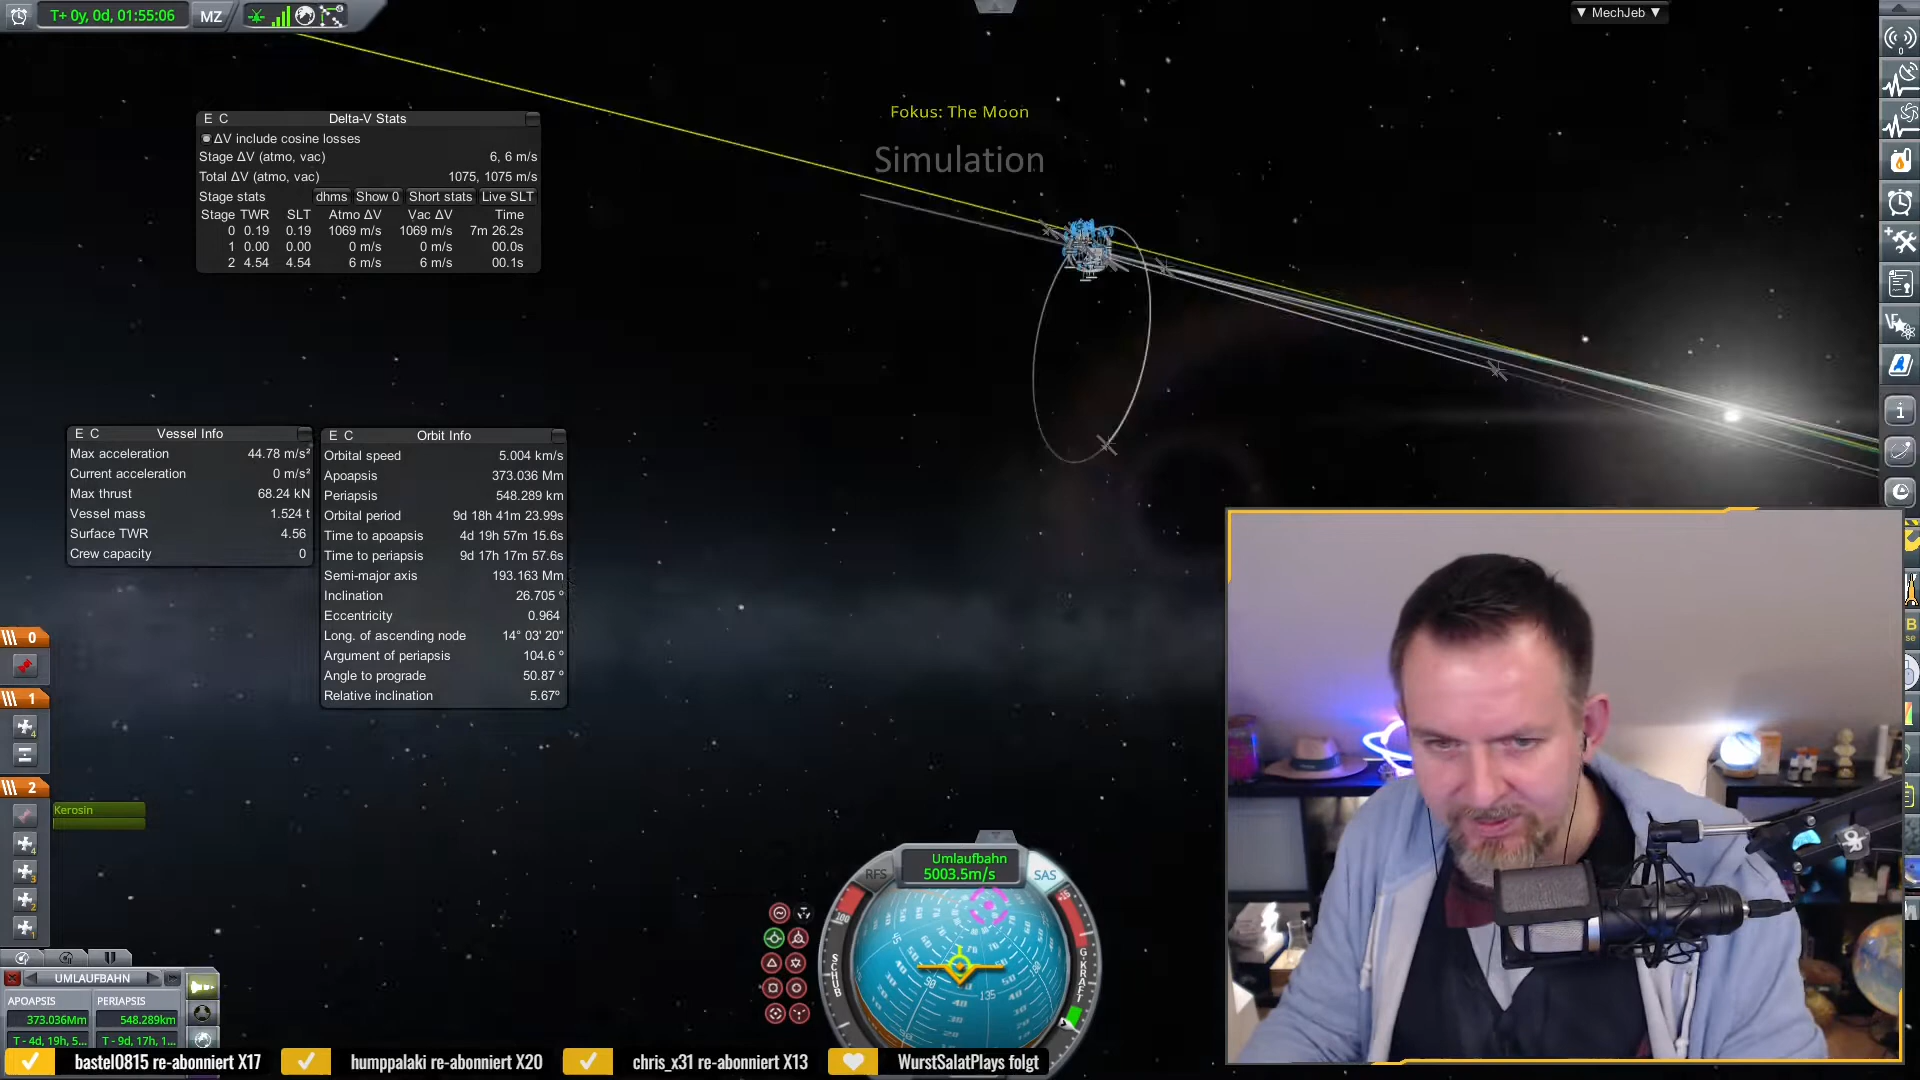 T+ 0y, 0d, 01:55:06
MZ
▼ MechJeb ▼
Fokus: The Moon
Simulation
E C Delta-V Stats
ΔV include cosine losses
Stage ΔV (atmo, vac) 6, 6 m/s
Total ΔV (atmo, vac) 1075, 1075 m/s
Stage stats dhms Show 0 Short stats Live SLT
Stage TWR SLT Atmo ΔV Vac ΔV Time
0 0.19 0.19 1069 m/s 1069 m/s 7m 26.2s
1 0.00 0.00 0 m/s 0 m/s 00.0s
2 4.54 4.54 6 m/s 6 m/s 00.1s
E C Vessel Info
Max acceleration 44.78 m/s²
Current acceleration 0 m/s²
Max thrust 68.24 kN
Vessel mass 1.524 t
Surface TWR 4.56
Crew capacity 0
E C Orbit Info
Orbital speed 5.004 km/s
Apoapsis 373.036 Mm
Periapsis 548.289 km
Orbital period 9d 18h 41m 23.99s
Time to apoapsis 4d 19h 57m 15.6s
Time to periapsis 9d 17h 17m 57.6s
Semi-major axis 193.163 Mm
Inclination 26.705 º
Eccentricity 0.964
Long. of ascending node 14° 03' 20"
Argument of periapsis 104.6 º
Angle to prograde 50.87 º
Relative inclination 5.67º
0
1
2
Kerosin
UMLAUFBAHN
APOAPSIS PERIAPSIS
373.036Mm 548.289km
T - 4d, 19h, 5... T - 9d, 17h, 1...
Umlaufbahn
5003.5m/s
RFS
SAS
SCHUB
G-KRAFT
100
bastel0815 re-abonniert X17
humppalaki re-abonniert X20
chris_x31 re-abonniert X13
WurstSalatPlays folgt